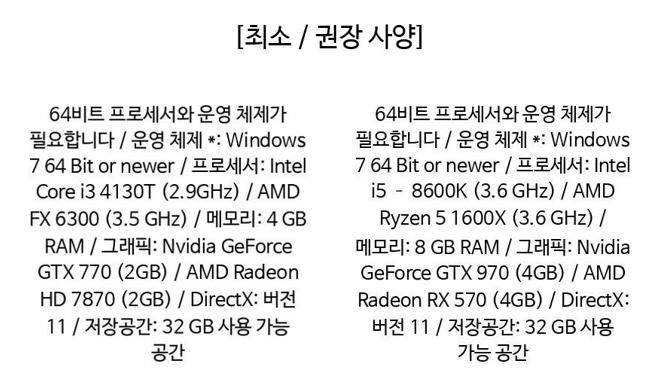 [최소 / 권장 사양]
64비트 프로세서와 운영 체제가
필요합니다 / 운영 체제 *: Windows
7 64 Bit or newer / 프로세서: Intel
Core i3 4130T (2.9GHz) / AMD
FX 6300 (3.5 GHz) / 메모리: 4 GB
RAM / 그래픽: Nvidia GeForce
GTX 770 (2GB) / AMD Radeon
HD 7870 (2GB) / DirectX: 버전
11 / 저장공간: 32 GB 사용 가능
공간
64비트 프로세서와 운영 체제가
필요합니다 / 운영 체제 *: Windows
7 64 Bit or newer / 프로세서: Intel
i5 - 8600K (3.6 GHz) / AMD
Ryzen 5 1600X (3.6 GHz) /
메모리: 8 GB RAM / 그래픽: Nvidia
GeForce GTX 970 (4GB) / AMD
Radeon RX 570 (4GB) / DirectX:
버전 11 / 저장공간: 32 GB 사용
가능 공간